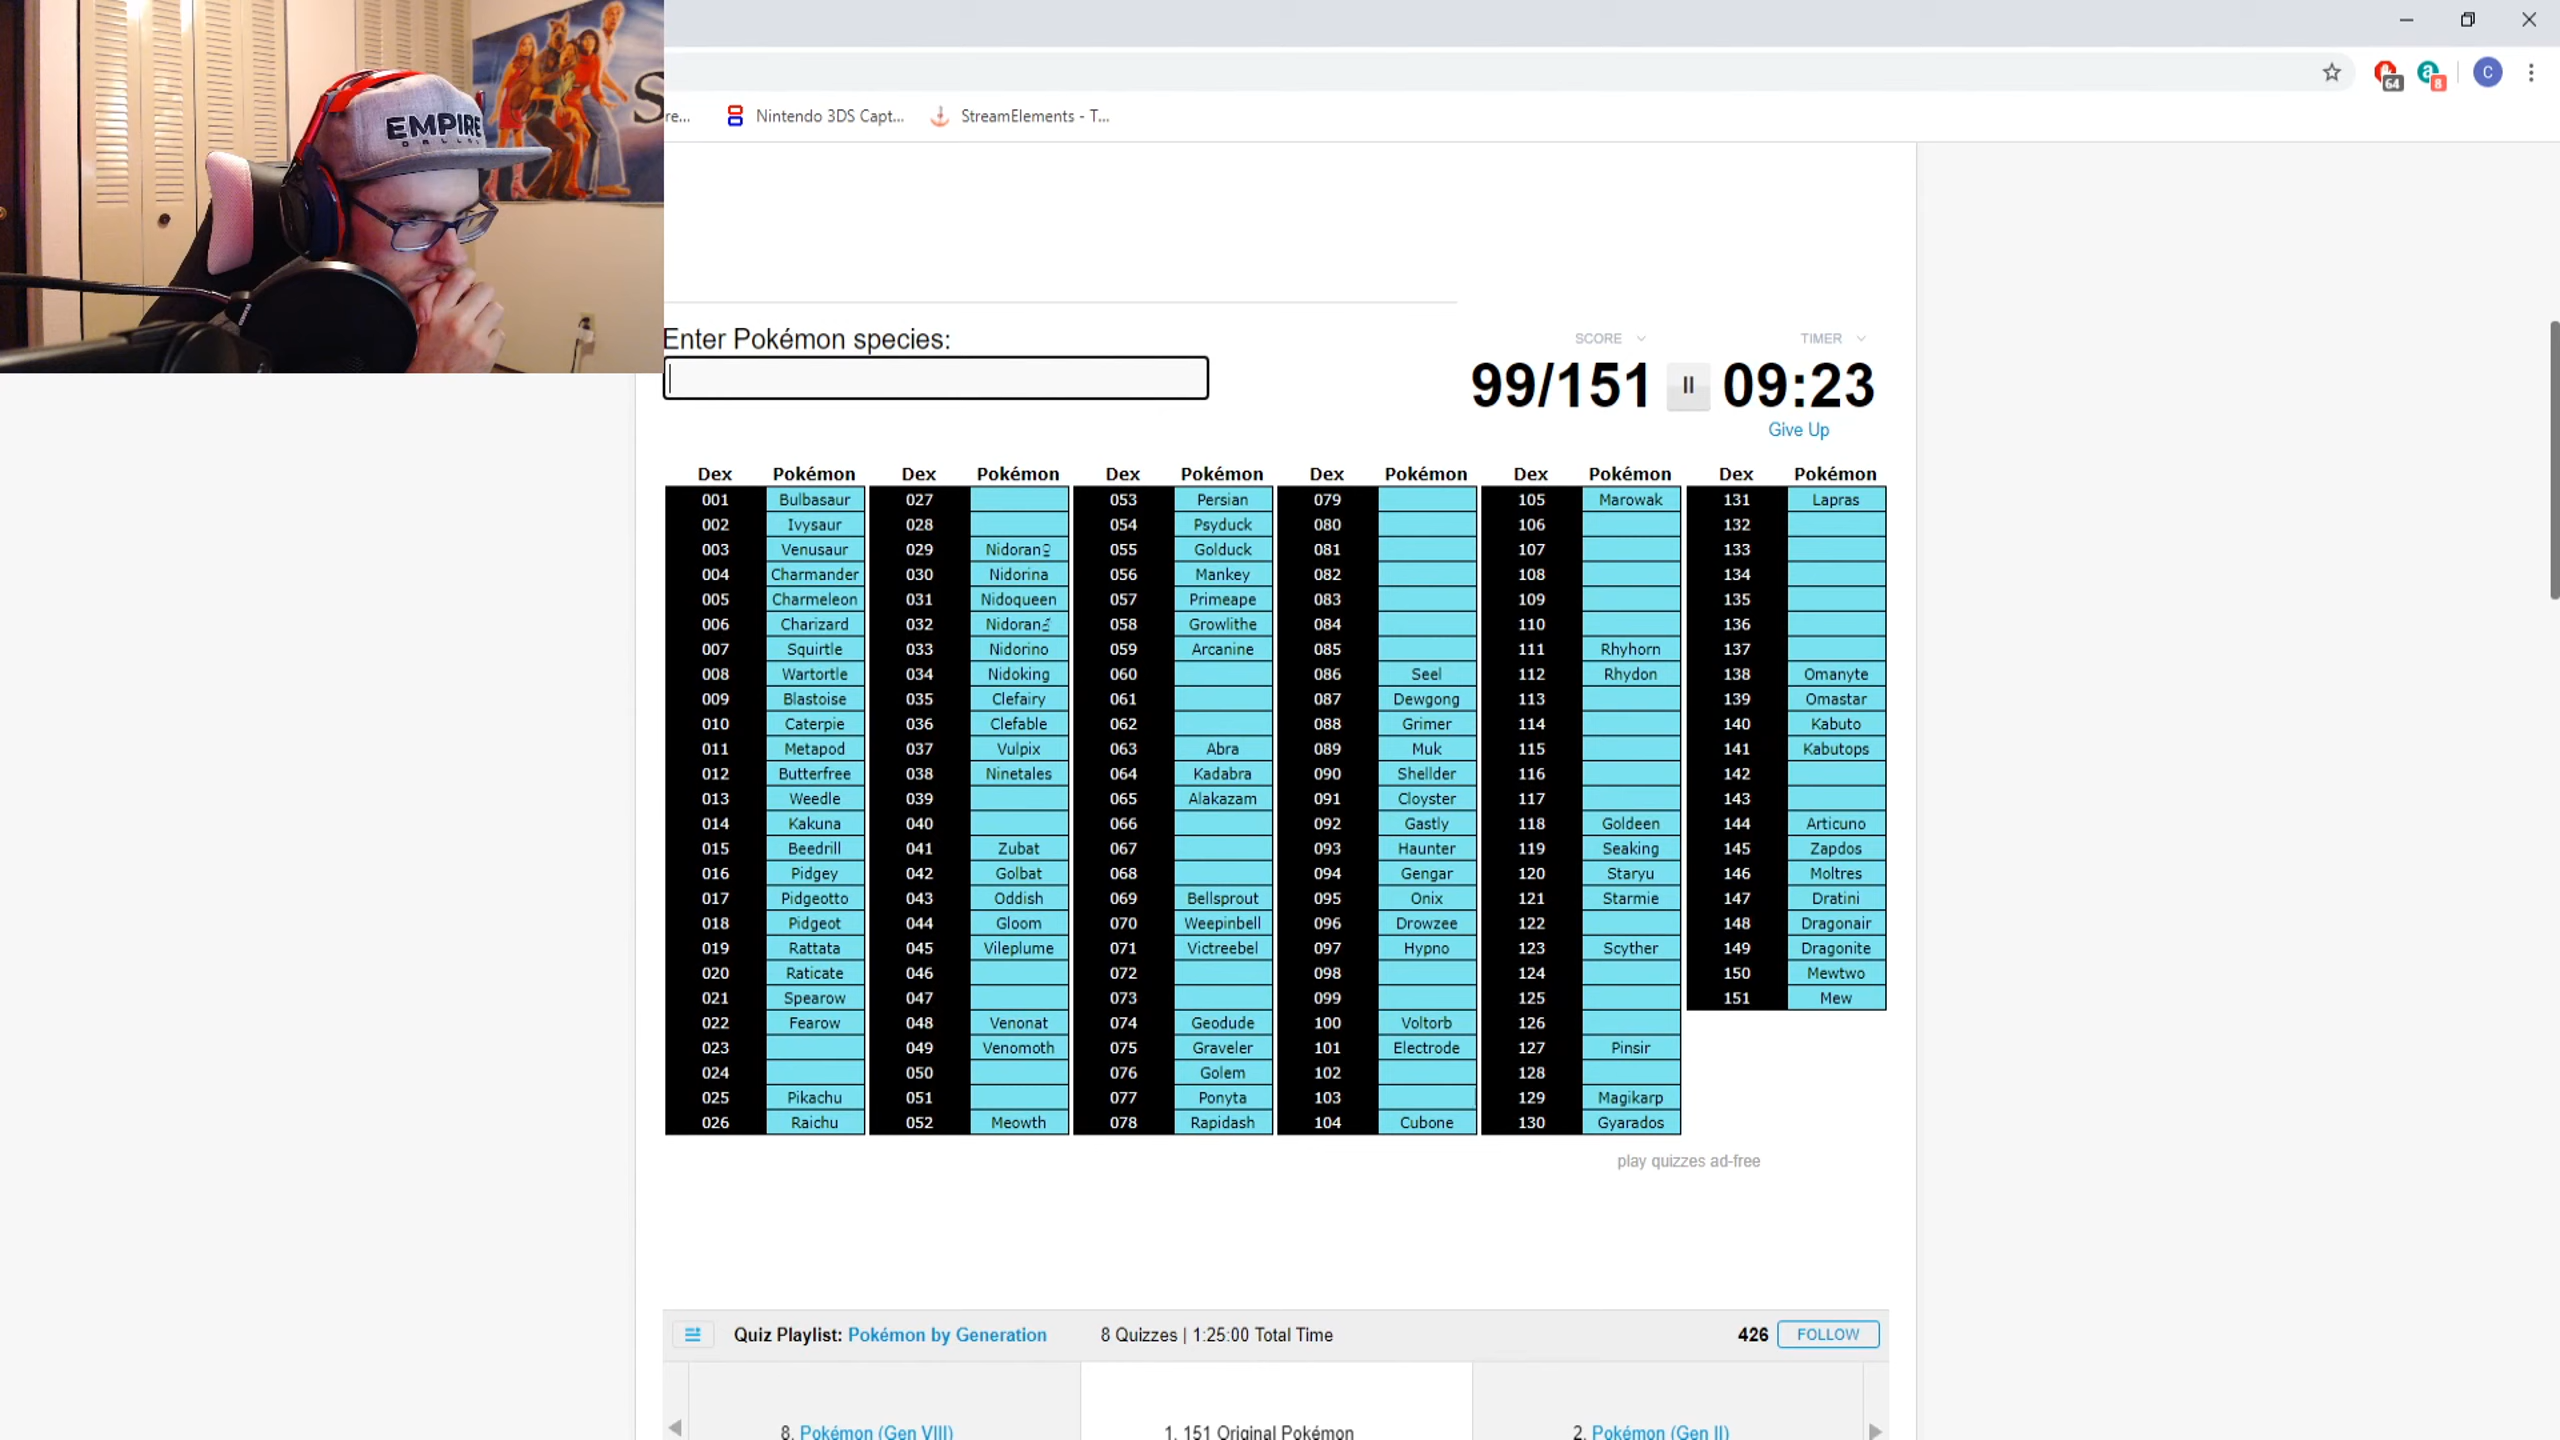 EMPIRE
S
re...
Nintendo 3DS Capt...
StreamElements - T...
64
8
C
Enter Pokémon species:
SCORE
TIMER
99/151
09:23
Give Up
Dex Pokémon Dex Pokémon Dex Pokémon Dex Pokémon Dex Pokémon Dex Pokémon
001 Bulbasaur 027 053 Persian 079 105 Marowak 131 Lapras
002 Ivysaur 028 054 Psyduck 080 106 132
003 Venusaur 029 Nidoran♀ 055 Golduck 081 107 133
004 Charmander 030 Nidorina 056 Mankey 082 108 134
005 Charmeleon 031 Nidoqueen 057 Primeape 083 109 135
006 Charizard 032 Nidoran♂ 058 Growlithe 084 110 136
007 Squirtle 033 Nidorino 059 Arcanine 085 111 Rhyhorn 137
008 Wartortle 034 Nidoking 060 086 Seel 112 Rhydon 138 Omanyte
009 Blastoise 035 Clefairy 061 087 Dewgong 113 139 Omastar
010 Caterpie 036 Clefable 062 088 Grimer 114 140 Kabuto
011 Metapod 037 Vulpix 063 Abra 089 Muk 115 141 Kabutops
012 Butterfree 038 Ninetales 064 Kadabra 090 Shellder 116 142
013 Weedle 039 065 Alakazam 091 Cloyster 117 143
014 Kakuna 040 066 092 Gastly 118 Goldeen 144 Articuno
015 Beedrill 041 Zubat 067 093 Haunter 119 Seaking 145 Zapdos
016 Pidgey 042 Golbat 068 094 Gengar 120 Staryu 146 Moltres
017 Pidgeotto 043 Oddish 069 Bellsprout 095 Onix 121 Starmie 147 Dratini
018 Pidgeot 044 Gloom 070 Weepinbell 096 Drowzee 122 148 Dragonair
019 Rattata 045 Vileplume 071 Victreebel 097 Hypno 123 Scyther 149 Dragonite
020 Raticate 046 072 098 124 150 Mewtwo
021 Spearow 047 073 099 125 151 Mew
022 Fearow 048 Venonat 074 Geodude 100 Voltorb 126
023 049 Venomoth 075 Graveler 101 Electrode 127 Pinsir
024 050 076 Golem 102 128
025 Pikachu 051 077 Ponyta 103 129 Magikarp
026 Raichu 052 Meowth 078 Rapidash 104 Cubone 130 Gyarados
play quizzes ad-free
Quiz Playlist: Pokémon by Generation 8 Quizzes | 1:25:00 Total Time 426 FOLLOW
8. Pokémon (Gen VIII) 1. 151 Original Pokémon 2. Pokémon (Gen II)